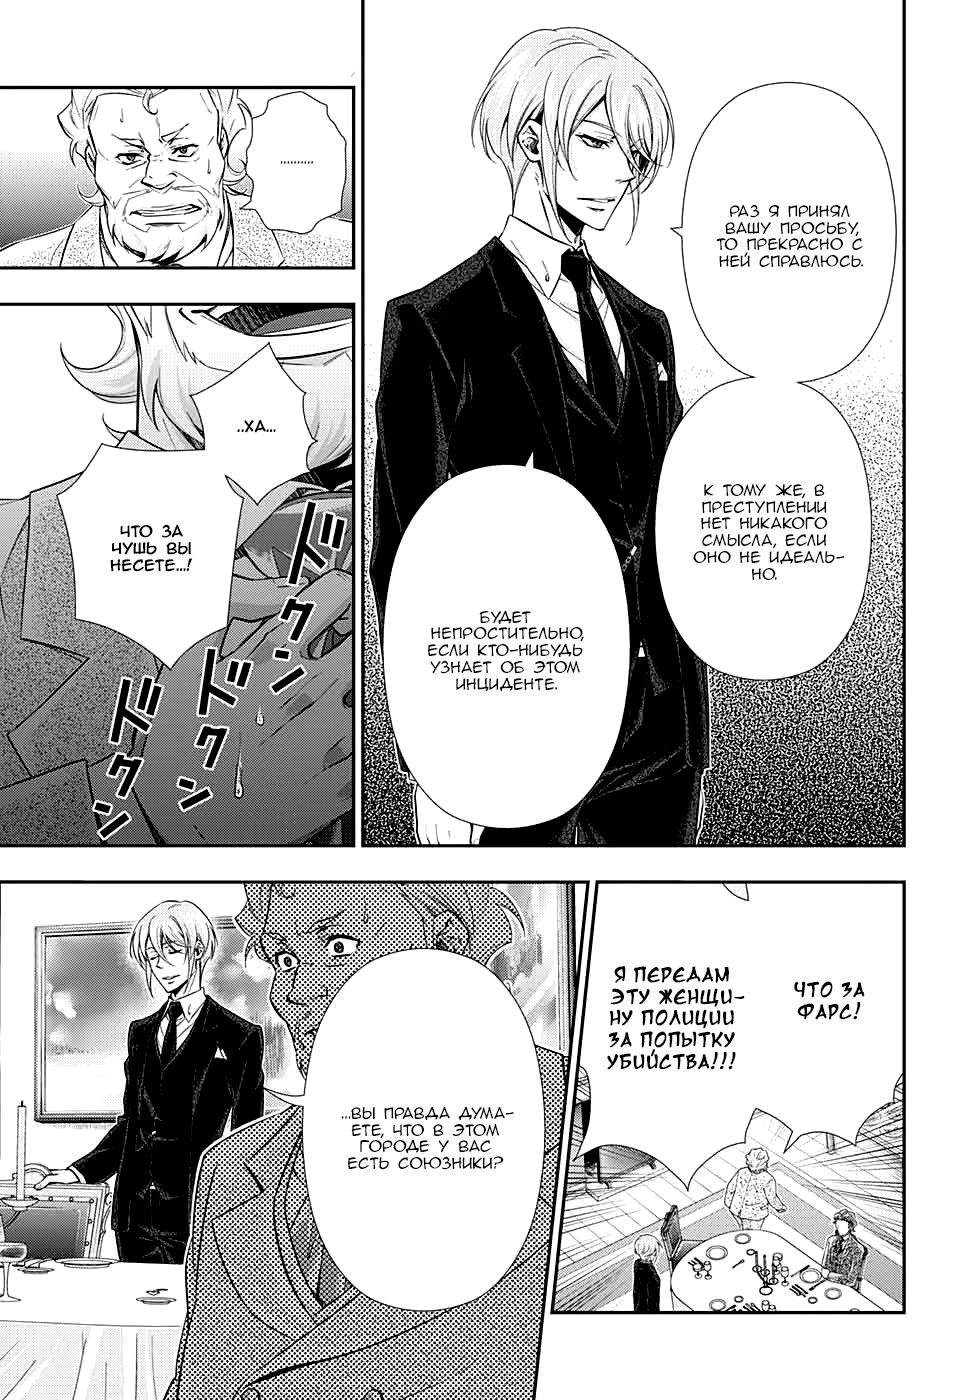 РАЗ Я ПРИНЯЛ
ВАШУ ПРОСЬБУ,
ТО ПРЕКРАСНО С
НЕЙ СПРАВЛЮСЬ.
К ТОМУ ЖЕ, В
ПРЕСТУПЛЕНИИ
НЕТ НИКАКОГО
СМЫСЛА, ЕСЛИ
ОНО НЕ ИДЕАЛЬ-
НО.
БУДЕТ
НЕПРОСТИТЕЛЬНО,
ЕСЛИ КТО-НИБУДЬ
УЗНАЕТ ОБ ЭТОМ
ИНЦИДЕНТЕ.
...........
..ХА...
ЧТО ЗА
ЧУШЬ ВЫ
НЕСЕТЕ...!
ドクン
ドクン
ドクン
ЧТО ЗА
ФАРС!
Я ПЕРЕДАМ
ЭТУ ЖЕНЩИ-
НУ ПОЛИЦИИ
ЗА ПОПЫТКУ
УБИЙСТВА!!!
...ВЫ ПРАВДА ДУМА-
ЕТЕ, ЧТО В ЭТОМ
ГОРОДЕ У ВАС
ЕСТЬ СОЮЗНИКИ?